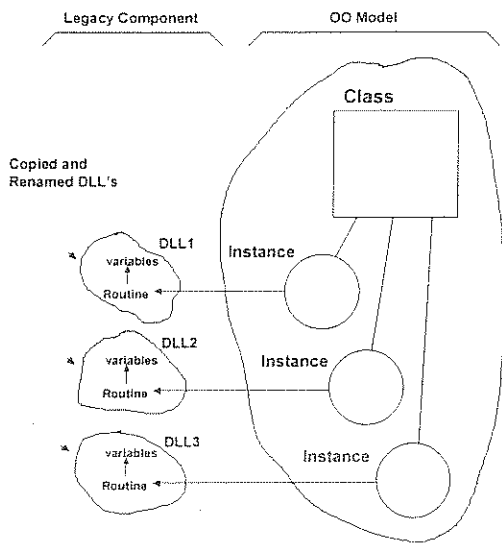 Legacy Component
OO Model
Class
Copied and
Renamed DLL's
DLL1
variables
Routine
Instance
DLL2
variables
Routine
Instance
DLL3
variables
Routine
Instance